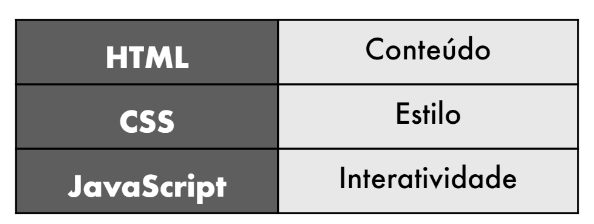 HTML Conteúdo
CSS Estilo
JavaScript Interatividade